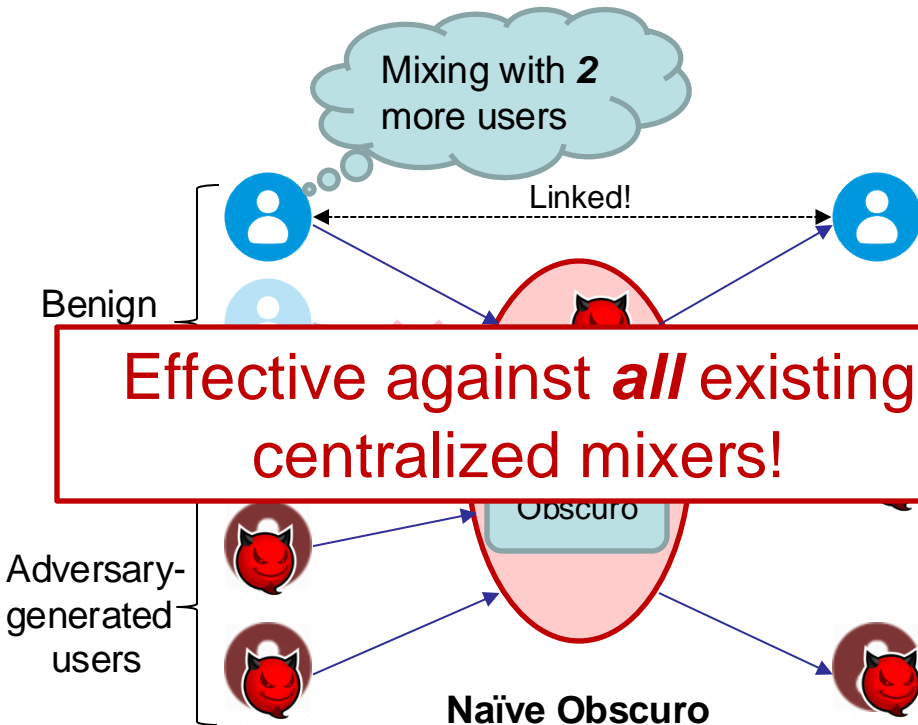 Mixing with 2
more users
Linked!
Benign
Effective against all existing
centralized mixers!
Obscuro
Adversary-
generated
users
Naïve Obscuro